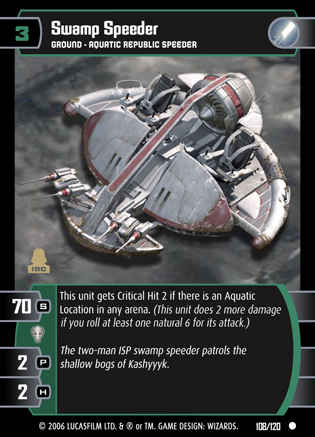 3
Swamp Speeder
GROUND - AQUATIC REPUBLIC SPEEDER
IDC
70 S
This unit gets Critical Hit 2 if there is an Aquatic
Location in any arena. (This unit does 2 more damage
if you roll at least one natural 6 for its attack.)
2 P
The two-man ISP swamp speeder patrols the
shallow bogs of Kashyyyk.
2 H
© 2006 LUCASFILM LTD. & ® or TM. GAME DESIGN: WIZARDS.
108/120